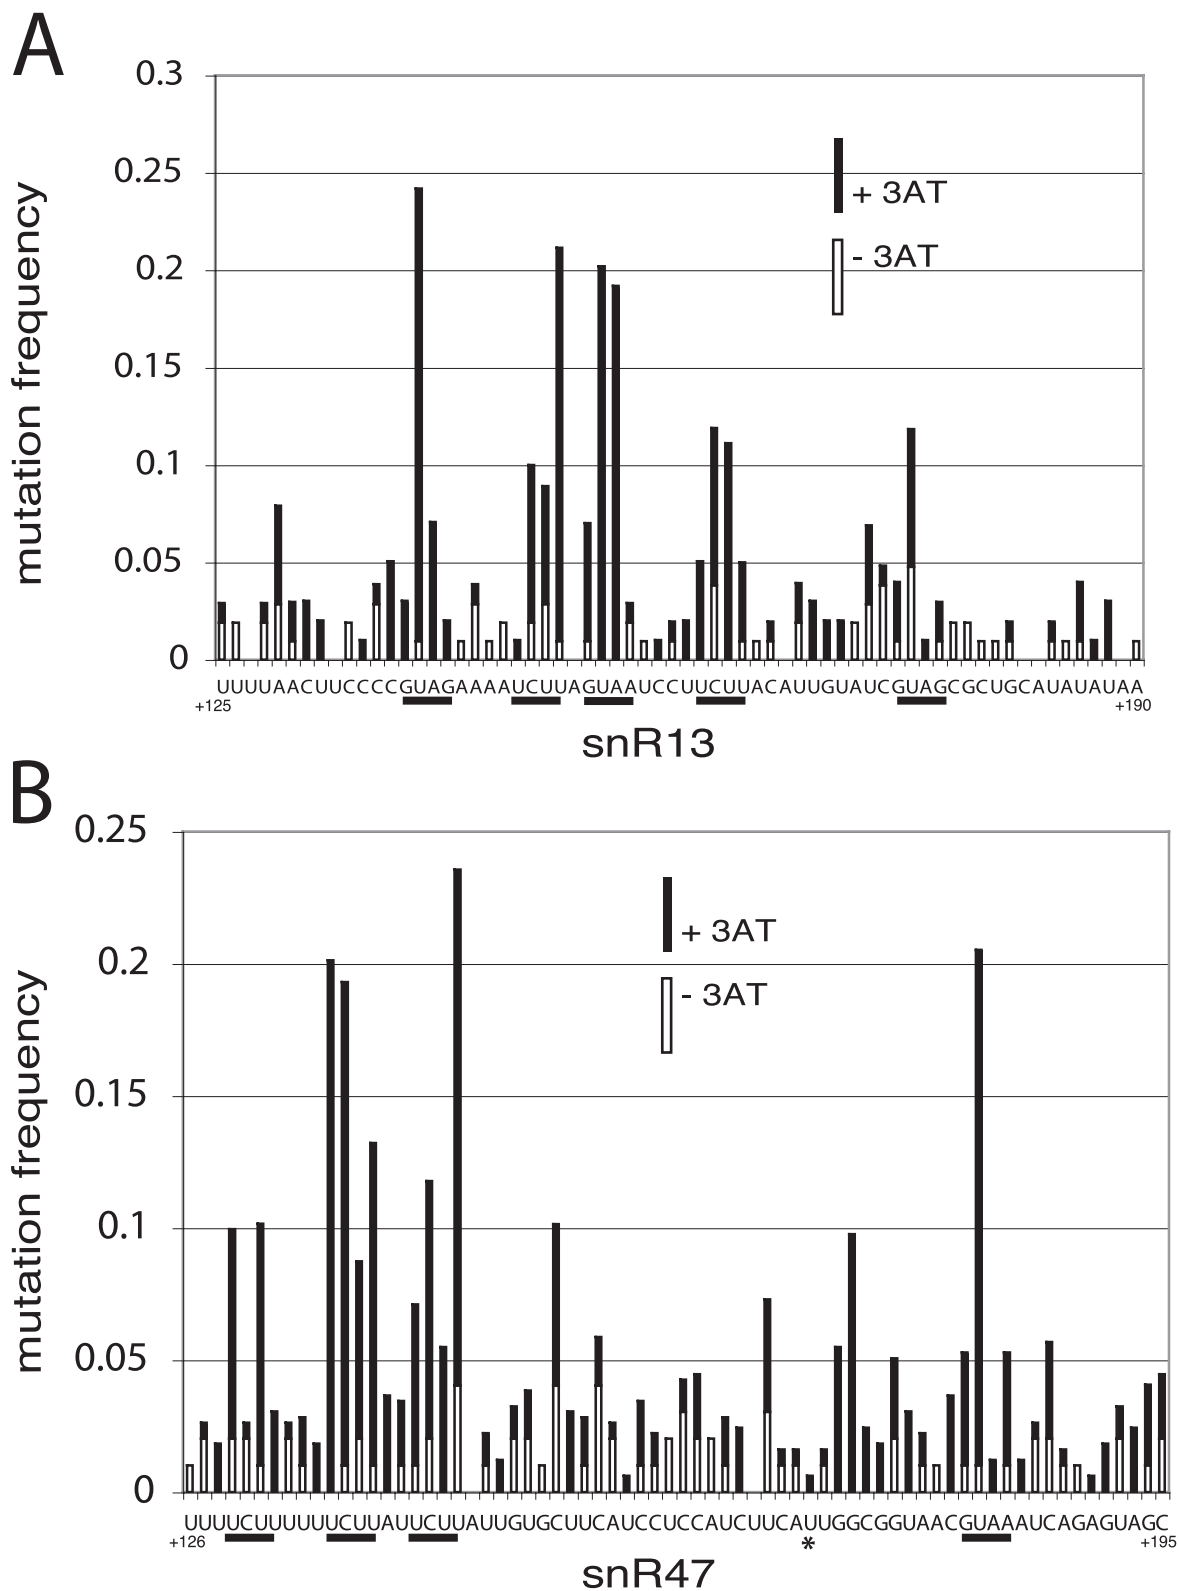 A
0.3
0.25
0.2
0.15
0.1
0.05
0
mutation frequency
+ 3AT
- 3AT
UUUUAACUUCCCCGUAGAAAAUCUUAGUAAUCCUUCUUACAUUGUAUCGUAGCGCUGCAUAUAUAA
+125
+190
snR13
B
0.25
0.2
0.15
0.1
0.05
0
mutation frequency
+ 3AT
- 3AT
UUUUCUUUUUUCUUAUUCUUAUUGUGCUUCAUCCUCCAUCUUCAUUGGCGGUAACGUAAAUCAGAGUAGC
+126
*
+195
snR47